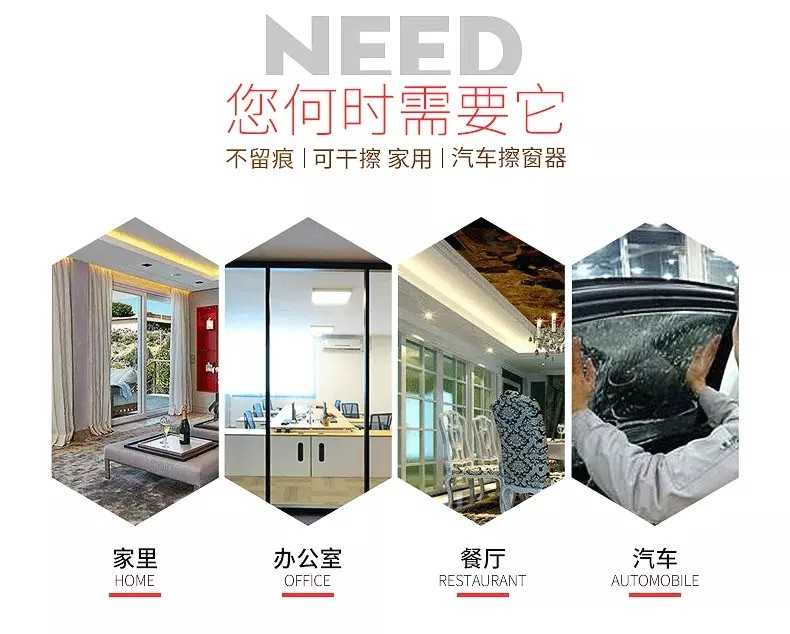 NEED
您何时需要它
不留痕|可干擦 家用|汽车擦窗器
家里
HOME
办公室
OFFICE
餐厅
RESTAURANT
汽车
AUTOMOBILE